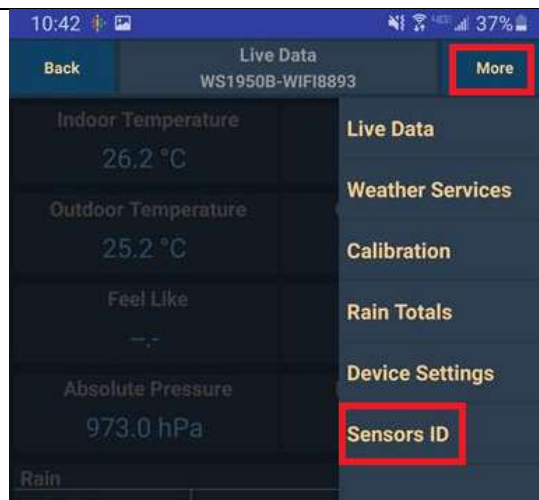 10:42 37%
Back Live Data More
WS1950B-WIFI8893
Indoor Temperature Live Data
26.2 °C
Weather Services
Outdoor Temperature
25.2 °C Calibration
Feel Like Rain Totals
--.-
Device Settings
Absolute Pressure
973.0 hPa Sensors ID
Rain